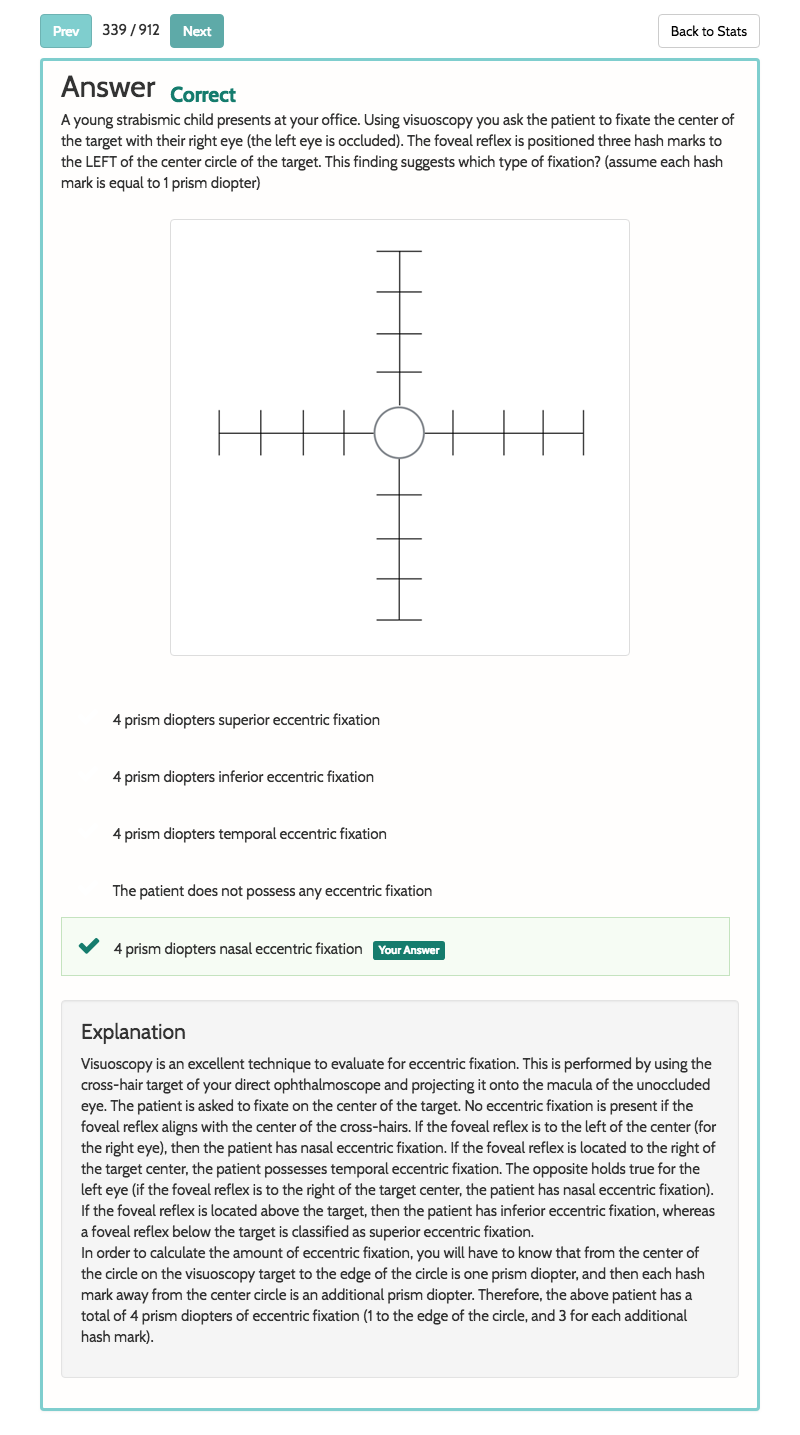 Prev 339 / 912 Next Back to Stats
Answer Correct
A young strabismic child presents at your office. Using visuoscopy you ask the patient to fixate the center of
the target with their right eye (the left eye is occluded). The foveal reflex is positioned three hash marks to
the LEFT of the center circle of the target. This finding suggests which type of fixation? (assume each hash
mark is equal to 1 prism diopter)
4 prism diopters superior eccentric fixation
4 prism diopters inferior eccentric fixation
4 prism diopters temporal eccentric fixation
The patient does not possess any eccentric fixation
4 prism diopters nasal eccentric fixation Your Answer
Explanation
Visuoscopy is an excellent technique to evaluate for eccentric fixation. This is performed by using the
cross-hair target of your direct ophthalmoscope and projecting it onto the macula of the unoccluded
eye. The patient is asked to fixate on the center of the target. No eccentric fixation is present if the
foveal reflex aligns with the center of the cross-hairs. If the foveal reflex is to the left of the center (for
the right eye), then the patient has nasal eccentric fixation. If the foveal reflex is located to the right of
the target center, the patient possesses temporal eccentric fixation. The opposite holds true for the
left eye (if the foveal reflex is to the right of the target center, the patient has nasal eccentric fixation).
If the foveal reflex is located above the target, then the patient has inferior eccentric fixation, whereas
a foveal reflex below the target is classified as superior eccentric fixation.
In order to calculate the amount of eccentric fixation, you will have to know that from the center of
the circle on the visuoscopy target to the edge of the circle is one prism diopter, and then each hash
mark away from the center circle is an additional prism diopter. Therefore, the above patient has a
total of 4 prism diopters of eccentric fixation (1 to the edge of the circle, and 3 for each additional
hash mark).